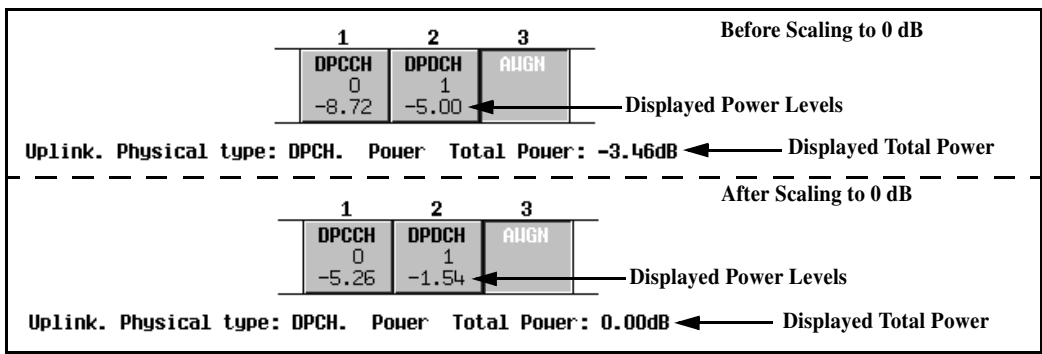 Before Scaling to 0 dB
1 2 3
DPCCH DPDCH AWGN
0 1
-8.72 -5.00 Displayed Power Levels
Uplink. Physical type: DPCH. Power Total Power: -3.46dB Displayed Total Power
After Scaling to 0 dB
1 2 3
DPCCH DPDCH AWGN
0 1
-5.26 -1.54 Displayed Power Levels
Uplink. Physical type: DPCH. Power Total Power: 0.00dB Displayed Total Power